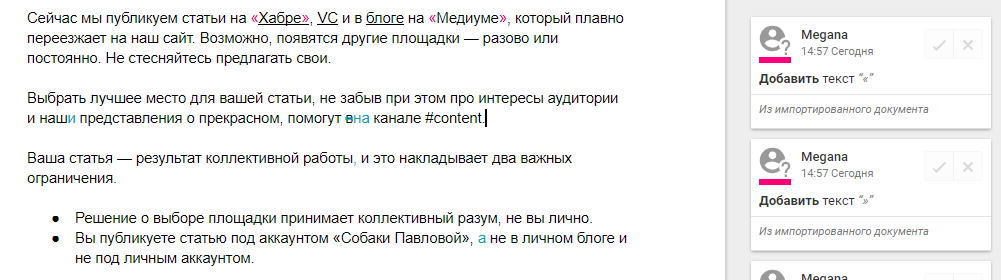 Сейчас мы публикуем статьи на «Хабре», VC и в блоге на «Медиуме», который плавно
переезжает на наш сайт. Возможно, появятся другие площадки — разово или
постоянно. Не стесняйтесь предлагать свои.
Выбрать лучшее место для вашей статьи, не забыв при этом про интересы аудитории
и наши представления о прекрасном, помогут вна канале #content.
Ваша статья — результат коллективной работы, и это накладывает два важных
ограничения.
● Решение о выборе площадки принимает коллективный разум, не вы лично.
● Вы публикуете статью под аккаунтом «Собаки Павловой», а не в личном блоге и
не под личным аккаунтом.
Megana
14:57 Сегодня
Добавить текст “«”
Из импортированного документа
Megana
14:57 Сегодня
Добавить текст “»”
Из импортированного документа
Megana